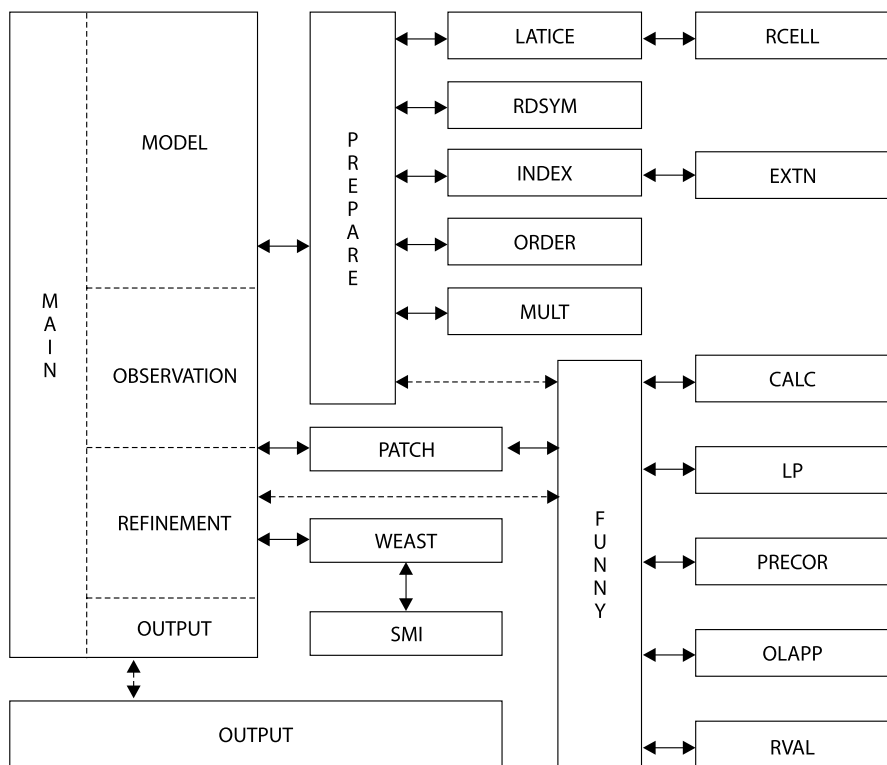 MAIN
MODEL
OBSERVATION
REFINEMENT
OUTPUT
OUTPUT
PREPARE
PATCH
WEAST
SMI
LATICE
RDSYM
INDEX
ORDER
MULT
FUNNY
RCELL
EXTN
CALC
LP
PRECOR
OLAPP
RVAL